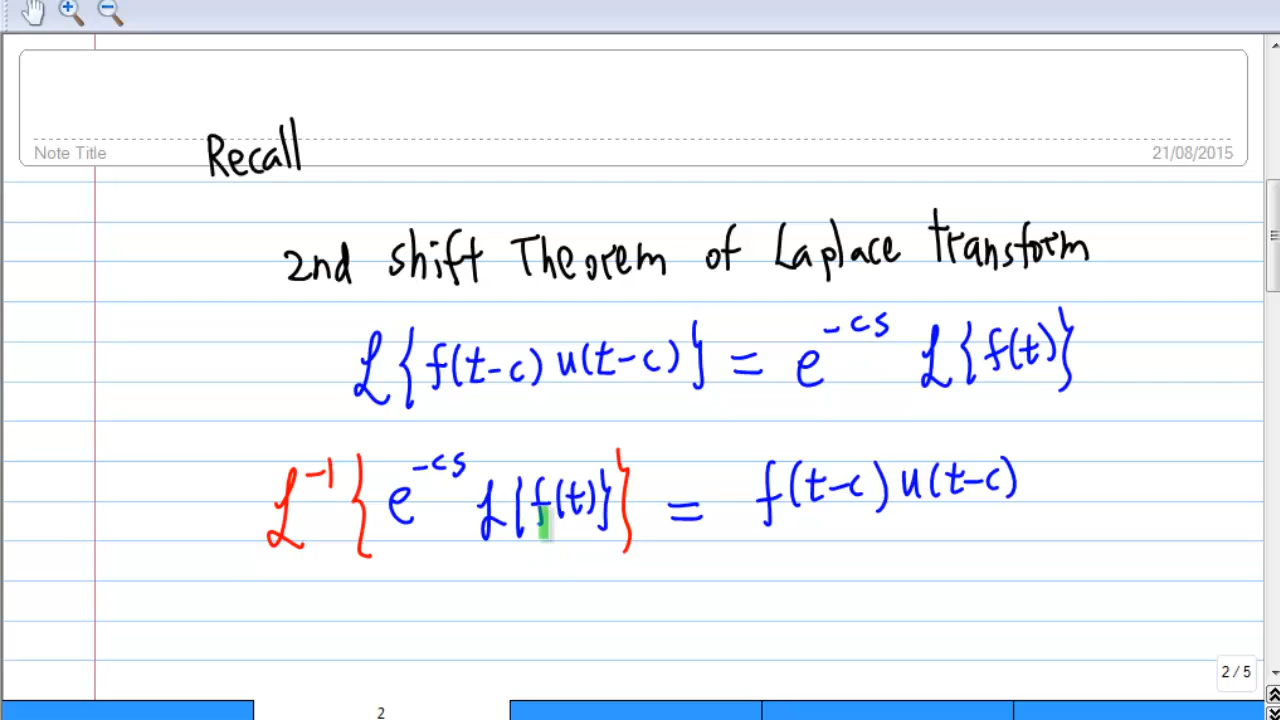 Recall
Note Title
21/08/2015
2nd shift Theorem of Laplace transform
ℒ{f(t-c) u(t-c)} = e^{-cs} ℒ{f(t)}
ℒ^{-1}{e^{-cs} ℒ{f(t)}} = f(t-c) u(t-c)
2 / 5
2